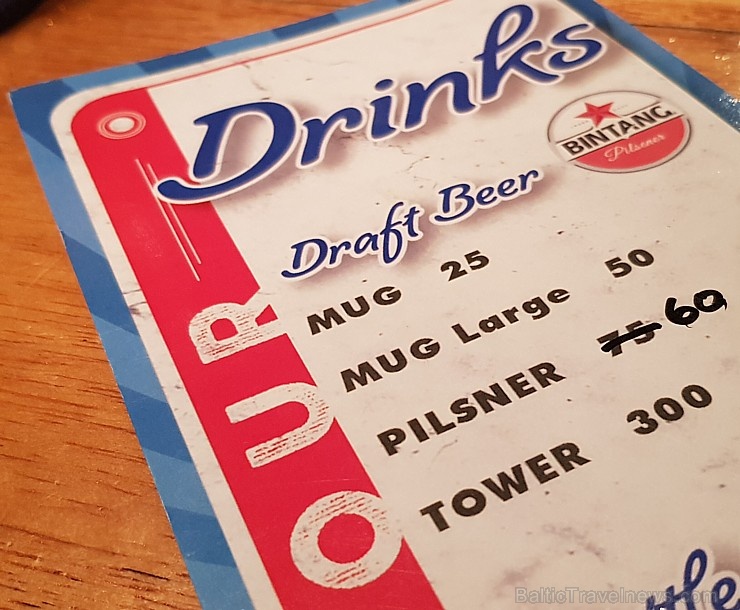 Drinks
BINTANG
Pilsener
Draft Beer
MUG 25
MUG Large 50
PILSNER 75 60
TOWER 300
OUR
BalticTravelnews.com